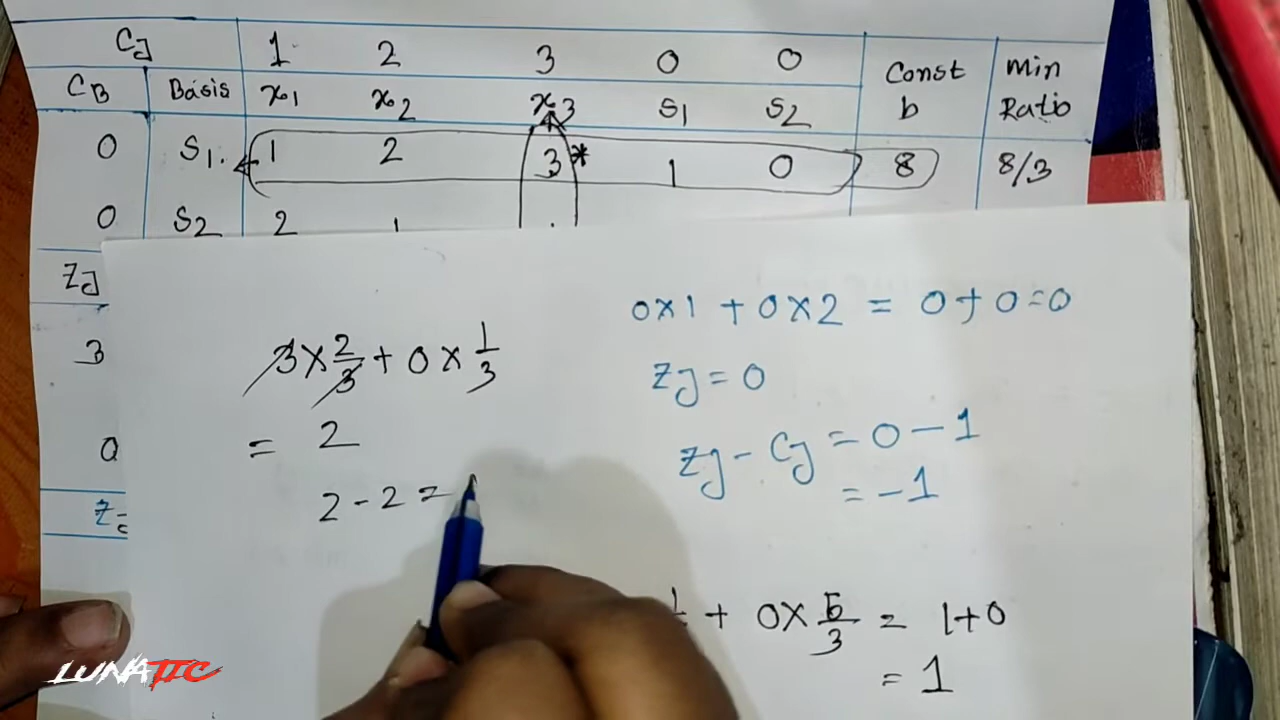 Cj 1 2 3 0 0 Const b Min Ratio
CB Basis x1 x2 x3 s1 s2
0 S1. 1 2 3* 1 0 8 8/3
0 S2 2 1
Zj
3
0
3 × 2/3 + 0 × 1/3
= 2
2 - 2 =
0×1 + 0×2 = 0+0=0
Zj = 0
Zj - Cj = 0 - 1
= -1
+ 0× 5/3 = 1+0
= 1
LUNATIC